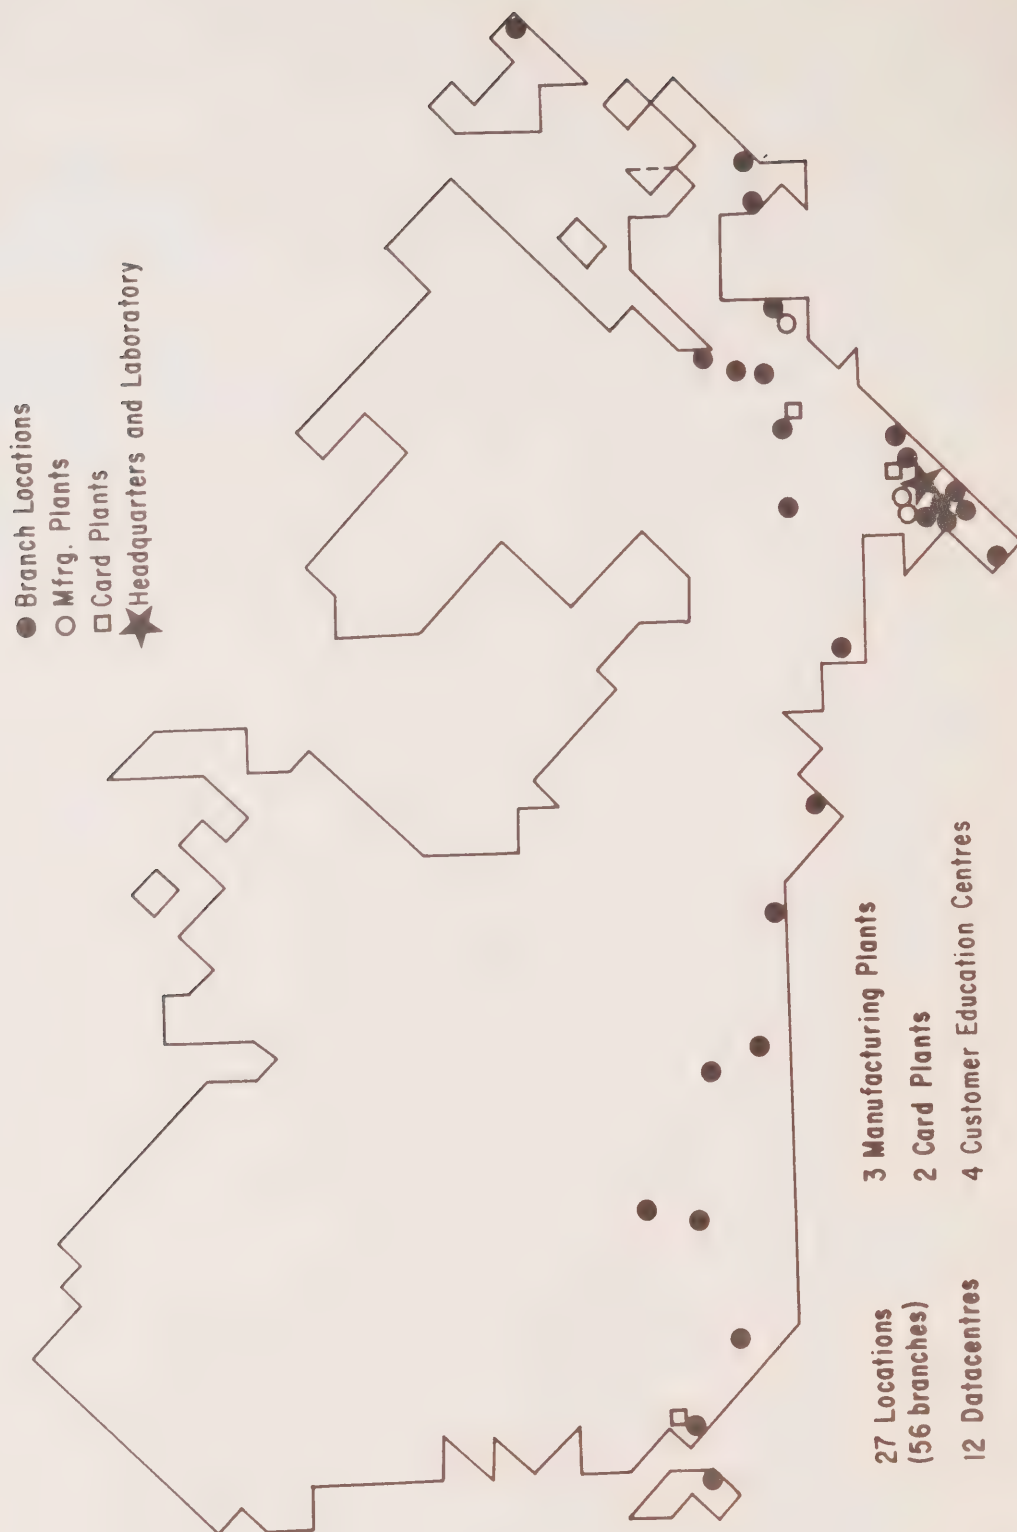 Branch Locations
Mfrg. Plants
Card Plants
Headquarters and Laboratory
27 Locations
(56 branches)
12 Datacentres
3 Manufacturing Plants
2 Card Plants
4 Customer Education Centres